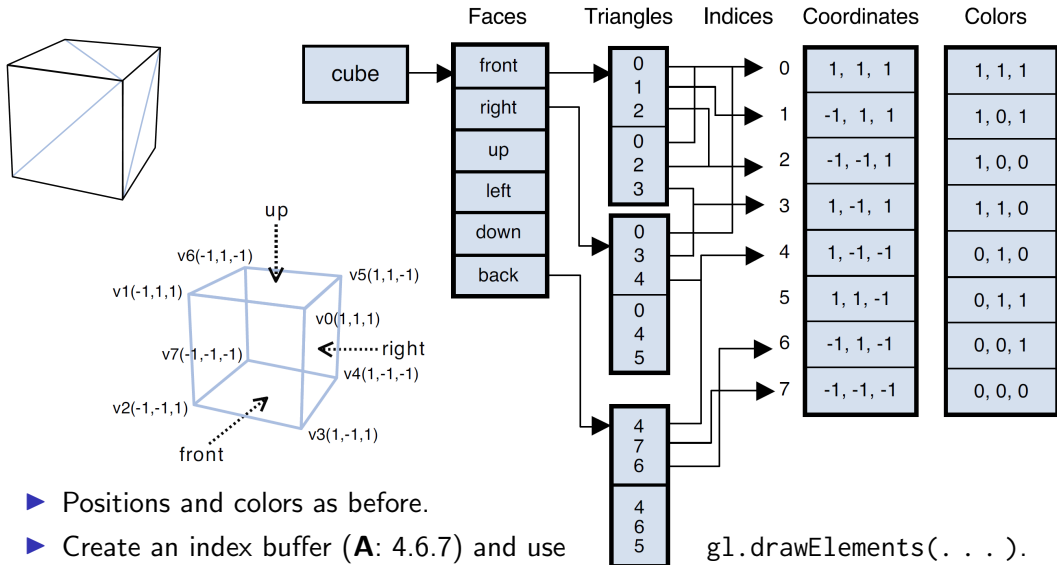 Faces Triangles Indices Coordinates Colors
cube
front
right
up
left
down
back
0
1
2
0
2
3
0
3
4
0
4
5
4
7
6
4
6
5
0 1, 1, 1 1, 1, 1
1 -1, 1, 1 1, 0, 1
2 -1, -1, 1 1, 0, 0
3 1, -1, 1 1, 1, 0
4 1, -1, -1 0, 1, 0
5 1, 1, -1 0, 1, 1
6 -1, 1, -1 0, 0, 1
7 -1, -1, -1 0, 0, 0
up
v6(-1,1,-1)
v5(1,1,-1)
v1(-1,1,1)
v0(1,1,1)
v7(-1,-1,-1)
right
v4(1,-1,-1)
v2(-1,-1,1)
v3(1,-1,1)
front
Positions and colors as before.
Create an index buffer (A: 4.6.7) and use gl.drawElements(. . . ).